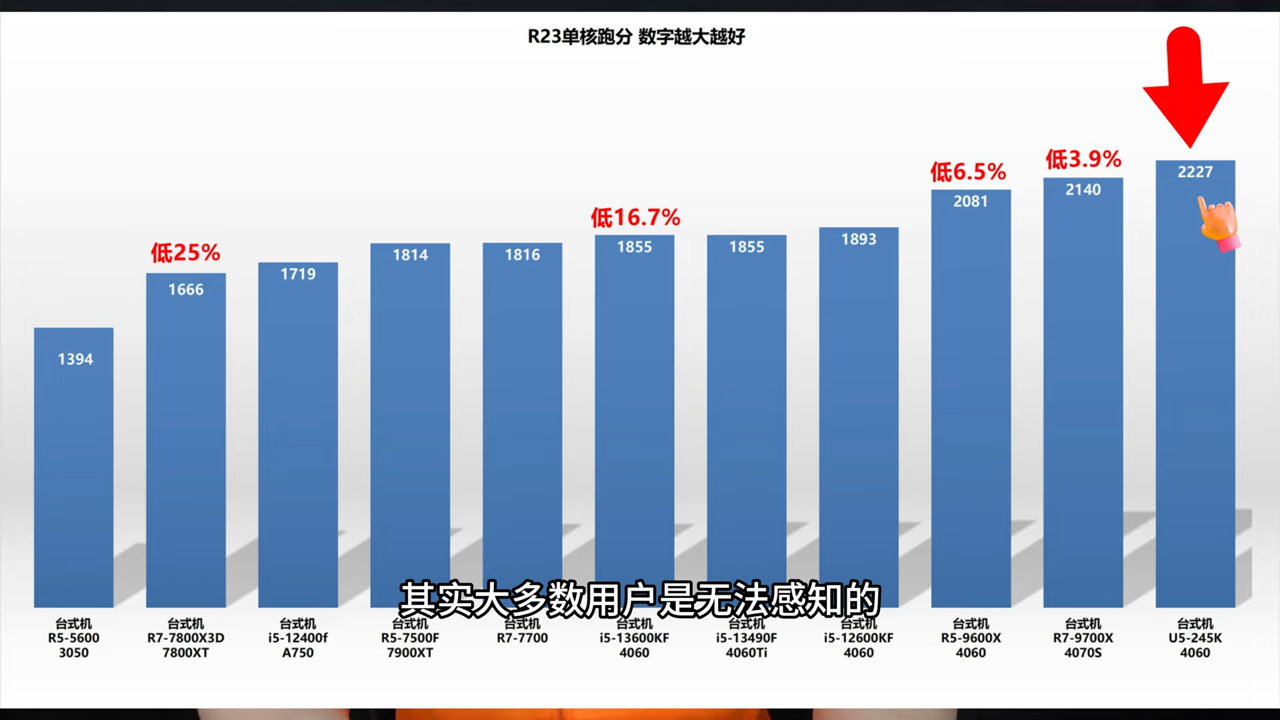 R23单核跑分 数字越大越好
低25%
低16.7%
低6.5%
低3.9%
1394
1666
1719
1814
1816
1855
1855
1893
2081
2140
2227
其实大多数用户是无法感知的
台式机
R5-5600
3050
台式机
R7-7800X3D
7800XT
台式机
i5-12400f
A750
台式机
R5-7500F
7900XT
台式机
R7-7700
台式机
i5-13600KF
4060
台式机
i5-13490F
4060Ti
台式机
i5-12600KF
4060
台式机
R5-9600X
4060
台式机
R7-9700X
4070S
台式机
U5-245K
4060